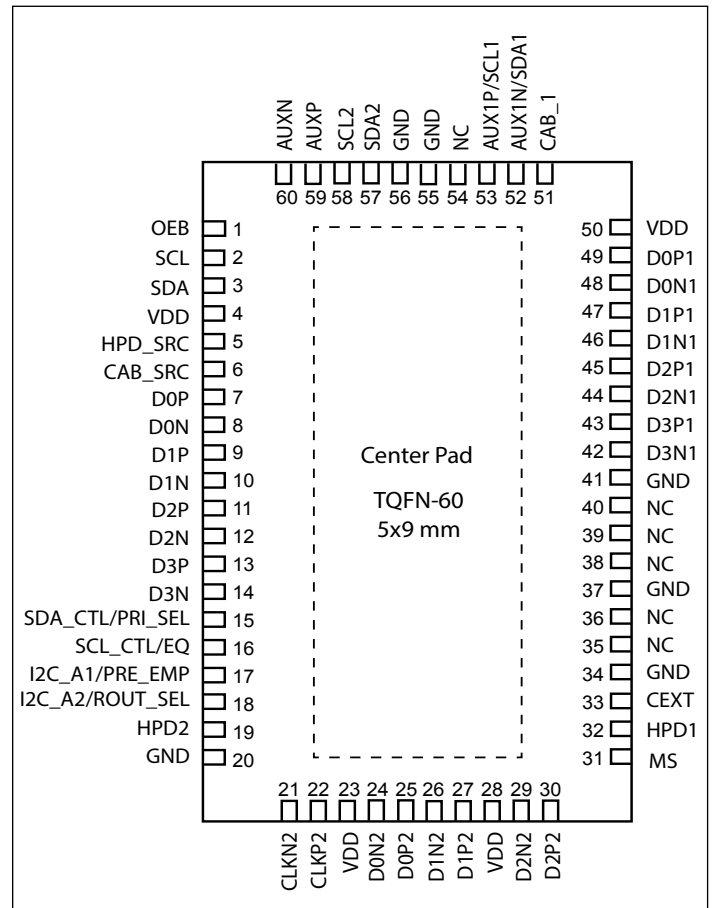 AUXN
AUXP
SCL2
SDA2
GND
GND
NC
AUX1P/SCL1
AUX1N/SDA1
CAB_1
60 59 58 57 56 55 54 53 52 51
OEB 1
SCL 2
SDA 3
VDD 4
HPD_SRC 5
CAB_SRC 6
D0P 7
D0N 8
D1P 9
D1N 10
D2P 11
D2N 12
D3P 13
D3N 14
SDA_CTL/PRI_SEL 15
SCL_CTL/EQ 16
I2C_A1/PRE_EMP 17
I2C_A2/ROUT_SEL 18
HPD2 19
GND 20
Center Pad
TQFN-60
5x9 mm
50 VDD
49 D0P1
48 D0N1
47 D1P1
46 D1N1
45 D2P1
44 D2N1
43 D3P1
42 D3N1
41 GND
40 NC
39 NC
38 NC
37 GND
36 NC
35 NC
34 GND
33 CEXT
32 HPD1
31 MS
21 22 23 24 25 26 27 28 29 30
CLKN2
CLKP2
VDD
D0N2
D0P2
D1N2
D1P2
VDD
D2N2
D2P2